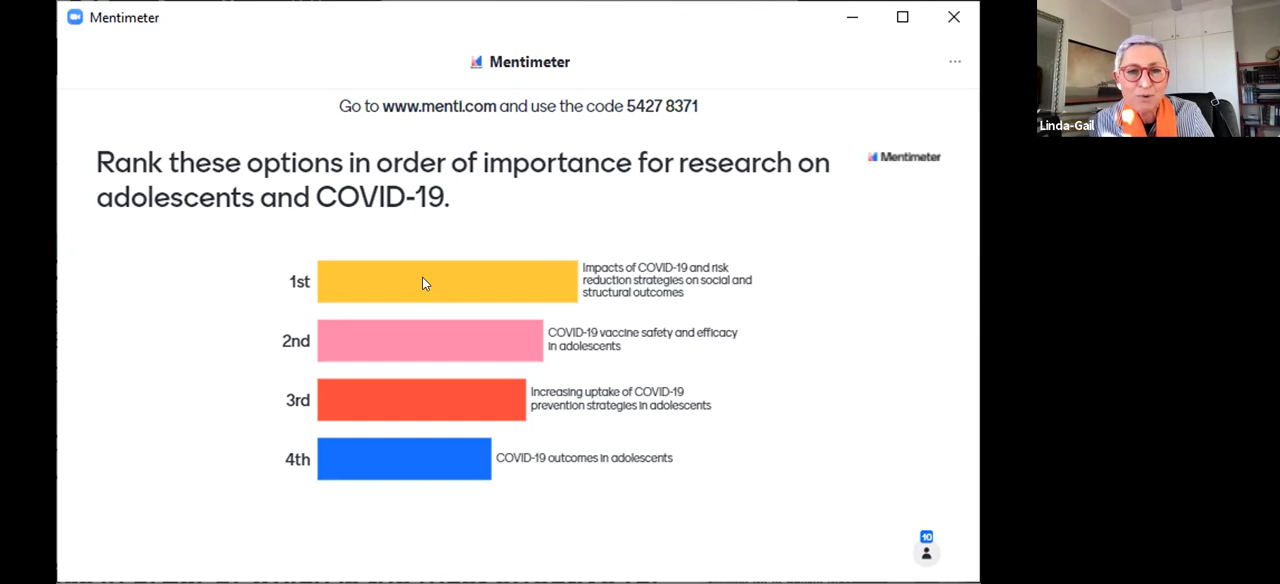 Mentimeter
Mentimeter
Go to www.menti.com and use the code 5427 8371
Rank these options in order of importance for research on
adolescents and COVID-19.
Mentimeter
1st
Impacts of COVID-19 and risk
reduction strategies on social and
structural outcomes
2nd
COVID-19 vaccine safety and efficacy
in adolescents
3rd
Increasing uptake of COVID-19
prevention strategies in adolescents
4th
COVID-19 outcomes in adolescents
10
Linda-Gail